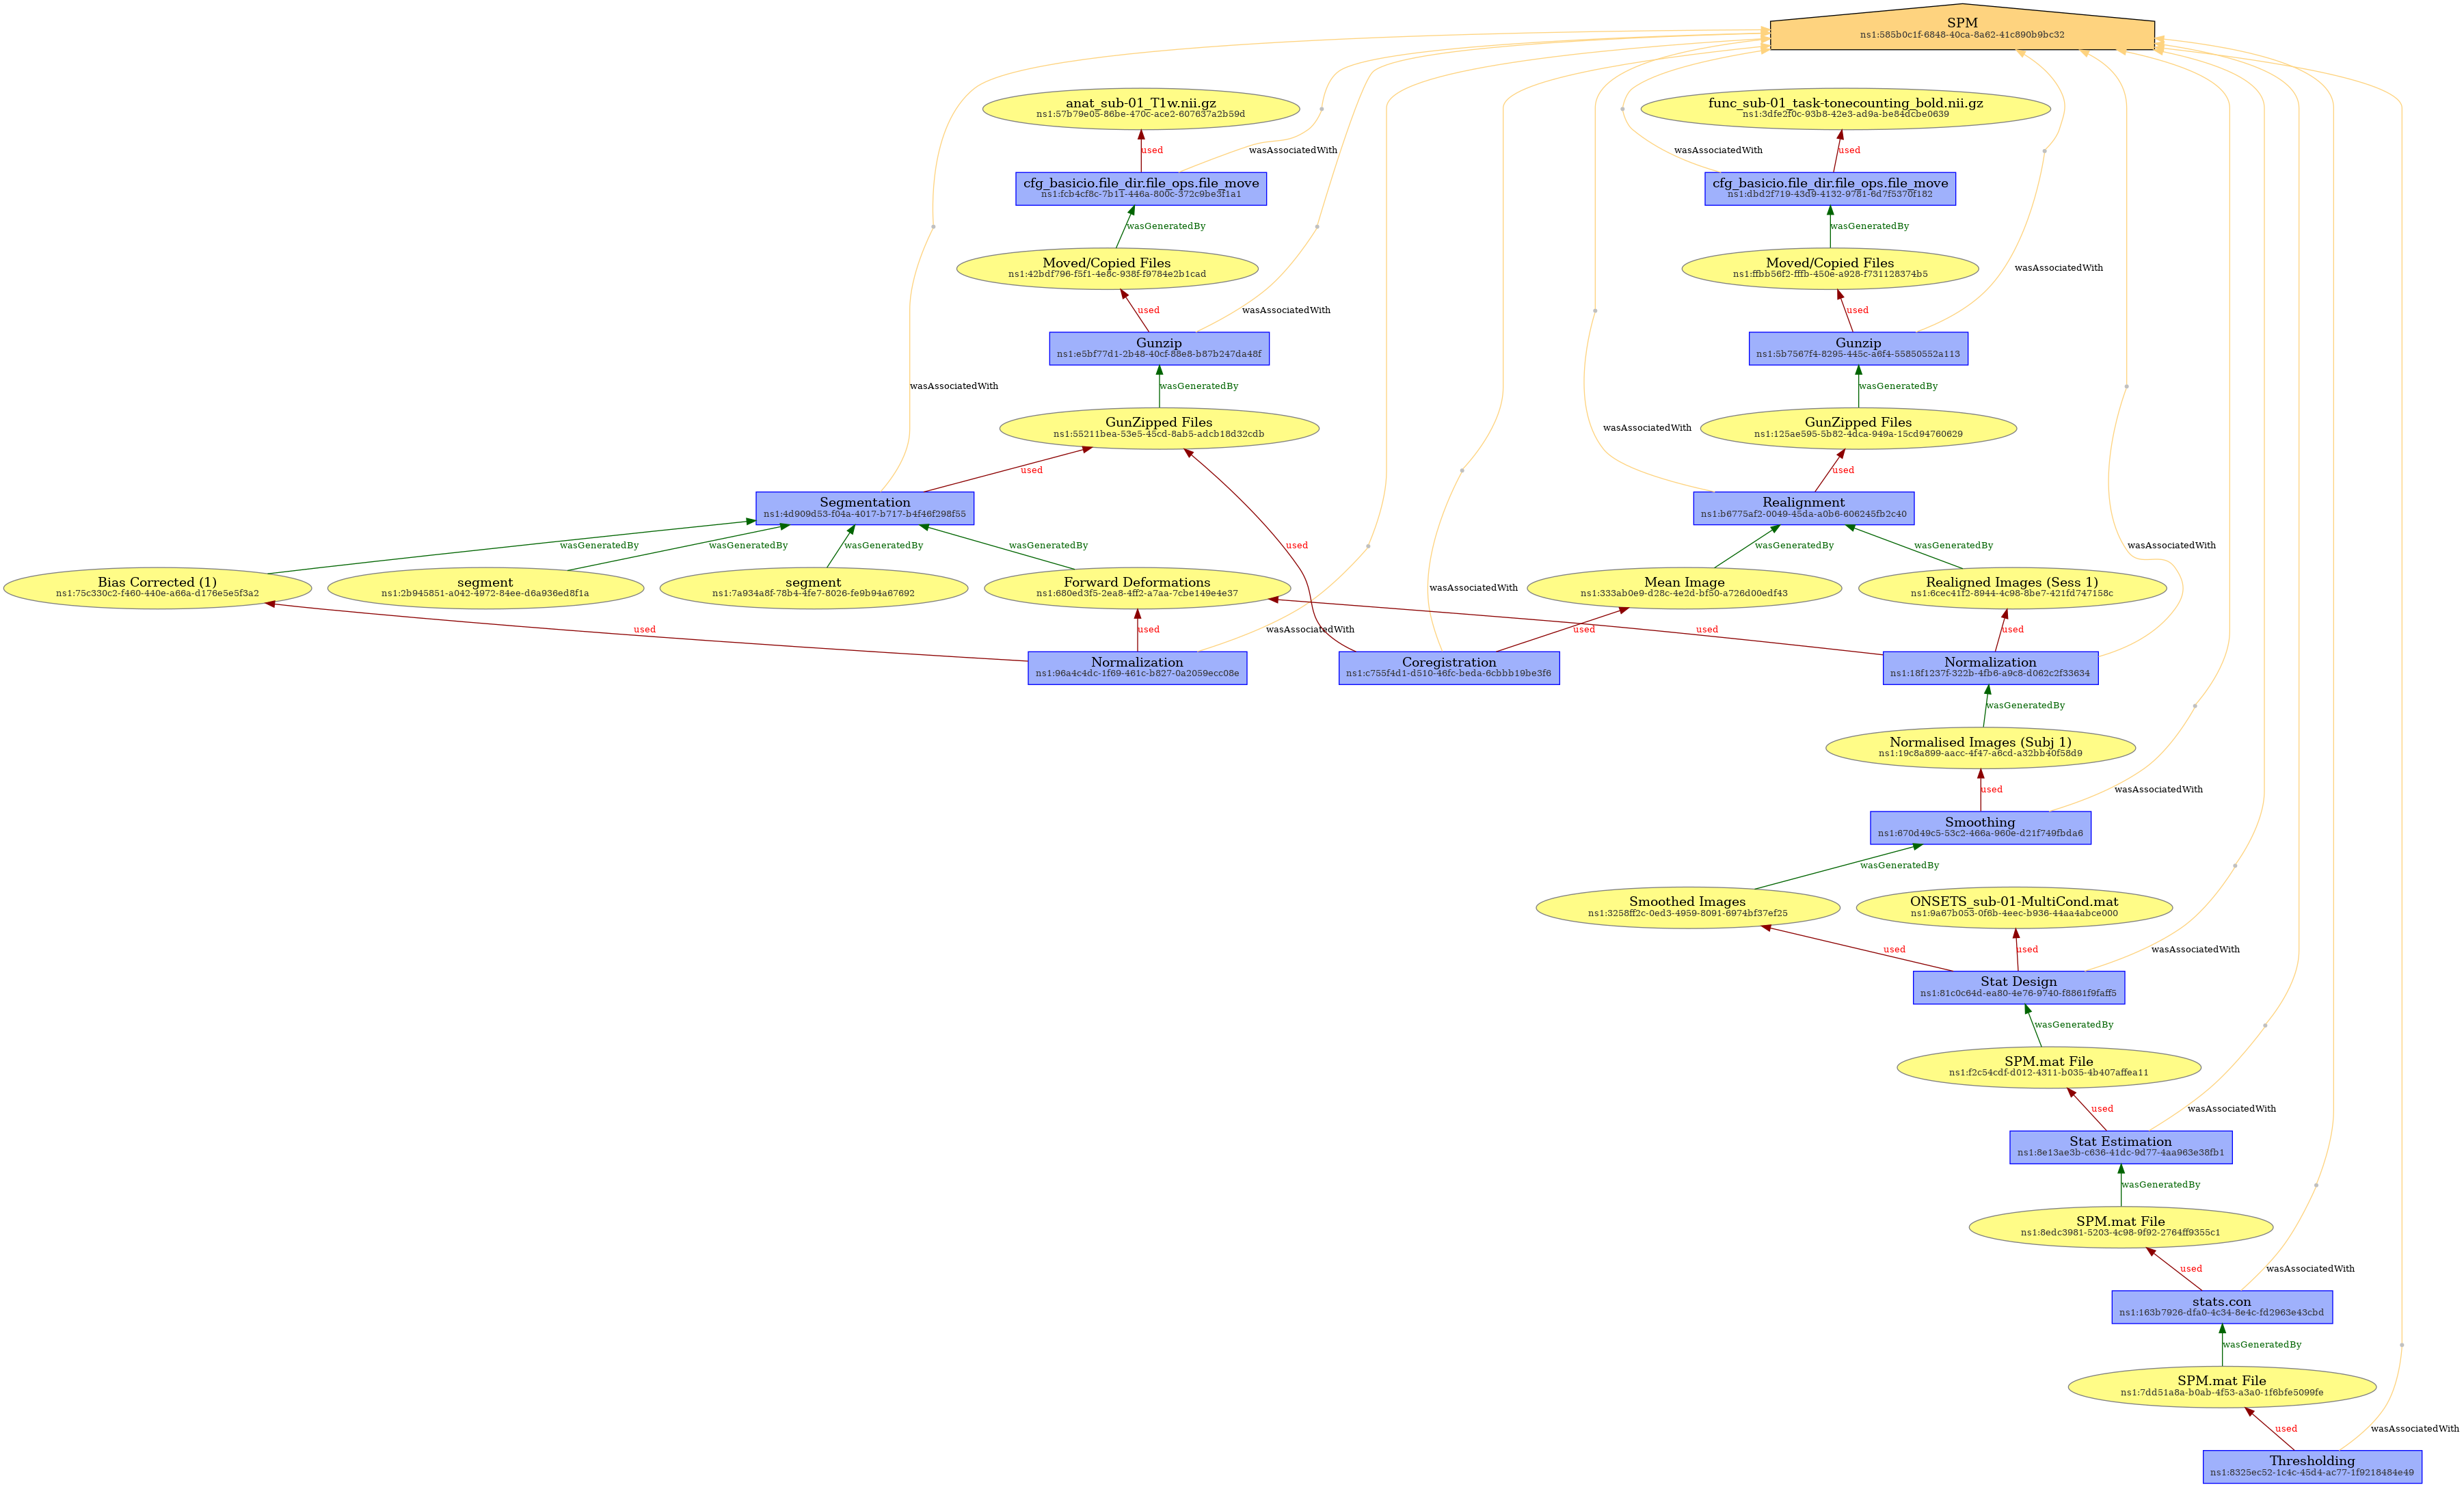 SPM
ns1:585b0c1f-6848-40ca-8a62-41c890b9bc32
anat_sub-01_T1w.nii.gz
ns1:57b79e05-86be-470c-ace2-607637a2b59d
func_sub-01_task-tonecounting_bold.nii.gz
ns1:3dfe2f0c-93b8-42e3-ad9a-be84dcbe0639
used
wasAssociatedWith
wasAssociatedWith
used
cfg_basicio.file_dir.file_ops.file_move
ns1:fcb4cf8c-7b11-446a-800c-372c9be3f1a1
cfg_basicio.file_dir.file_ops.file_move
ns1:dbd2f719-43d9-4132-9781-6d7f5370f182
wasGeneratedBy
wasGeneratedBy
Moved/Copied Files
ns1:42bdf796-f5f1-4e8c-938f-f9784e2b1cad
Moved/Copied Files
ns1:ffbb56f2-fffb-450e-a928-f731128374b5
wasAssociatedWith
used
wasAssociatedWith
used
Gunzip
ns1:e5bf77d1-2b48-40cf-88e8-b87b247da48f
Gunzip
ns1:5b7567f4-8295-445c-a6f4-55850552a113
wasAssociatedWith
wasGeneratedBy
wasGeneratedBy
GunZipped Files
ns1:55211bea-53e5-45cd-8ab5-adcb18d32cdb
wasAssociatedWith
GunZipped Files
ns1:125ae595-5b82-4dca-949a-15cd94760629
used
used
Segmentation
ns1:4d909d53-f04a-4017-b717-b4f46f298f55
Realignment
ns1:b6775af2-0049-45da-a0b6-606245fb2c40
wasGeneratedBy
wasGeneratedBy
wasGeneratedBy
wasGeneratedBy
used
wasGeneratedBy
wasGeneratedBy
wasAssociatedWith
Bias Corrected (1)
ns1:75c330c2-f460-440e-a66a-d176e5e5f3a2
segment
ns1:2b945851-a042-4972-84ee-d6a936ed8f1a
segment
ns1:7a934a8f-78b4-4fe7-8026-fe9b94a67692
Forward Deformations
ns1:680ed3f5-2ea8-4ff2-a7aa-7cbe149e4e37
wasAssociatedWith
Mean Image
ns1:333ab0e9-d28c-4e2d-bf50-a726d00edf43
Realigned Images (Sess 1)
ns1:6cec41f2-8944-4c98-8be7-421fd747158c
used
used
wasAssociatedWith
used
used
used
Normalization
ns1:96a4c4dc-1f69-461c-b827-0a2059ecc08e
Coregistration
ns1:c755f4d1-d510-46fc-beda-6cbbb19be3f6
Normalization
ns1:18f1237f-322b-4fb6-a9c8-d062c2f33634
wasGeneratedBy
Normalised Images (Subj 1)
ns1:19c8a899-aacc-4f47-a6cd-a32bb40f58d9
used
wasAssociatedWith
Smoothing
ns1:670d49c5-53c2-466a-960e-d21f749fbda6
wasGeneratedBy
Smoothed Images
ns1:3258ff2c-0ed3-4959-8091-6974bf37ef25
ONSETS_sub-01-MultiCond.mat
ns1:9a67b053-0f6b-4eec-b936-44aa4abce000
used
used
wasAssociatedWith
Stat Design
ns1:81c0c64d-ea80-4e76-9740-f8861f9faff5
wasGeneratedBy
SPM.mat File
ns1:f2c54cdf-d012-4311-b035-4b407affea11
used
wasAssociatedWith
Stat Estimation
ns1:8e13ae3b-c636-41dc-9d77-4aa963e38fb1
wasGeneratedBy
SPM.mat File
ns1:8edc3981-5203-4c98-9f92-2764ff9355c1
used
wasAssociatedWith
stats.con
ns1:163b7926-dfa0-4c34-8e4c-fd2963e43cbd
wasGeneratedBy
SPM.mat File
ns1:7dd51a8a-b0ab-4f53-a3a0-1f6bfe5099fe
used
wasAssociatedWith
Thresholding
ns1:8325ec52-1c4c-45d4-ac77-1f9218484e49